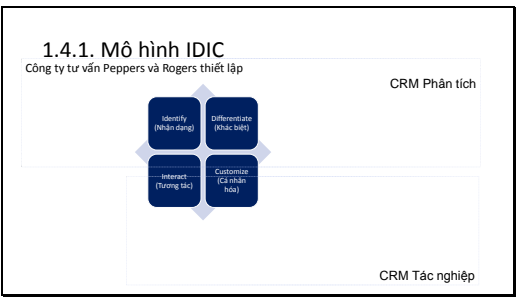 1.4.1. Mô hình IDIC
Công ty tư vấn Peppers và Rogers thiết lập
CRM Phân tích
Identify
(Nhận dạng)
Differentiate
(Khác biệt)
Interact
(Tương tác)
Customize
(Cá nhân
hóa)
CRM Tác nghiệp